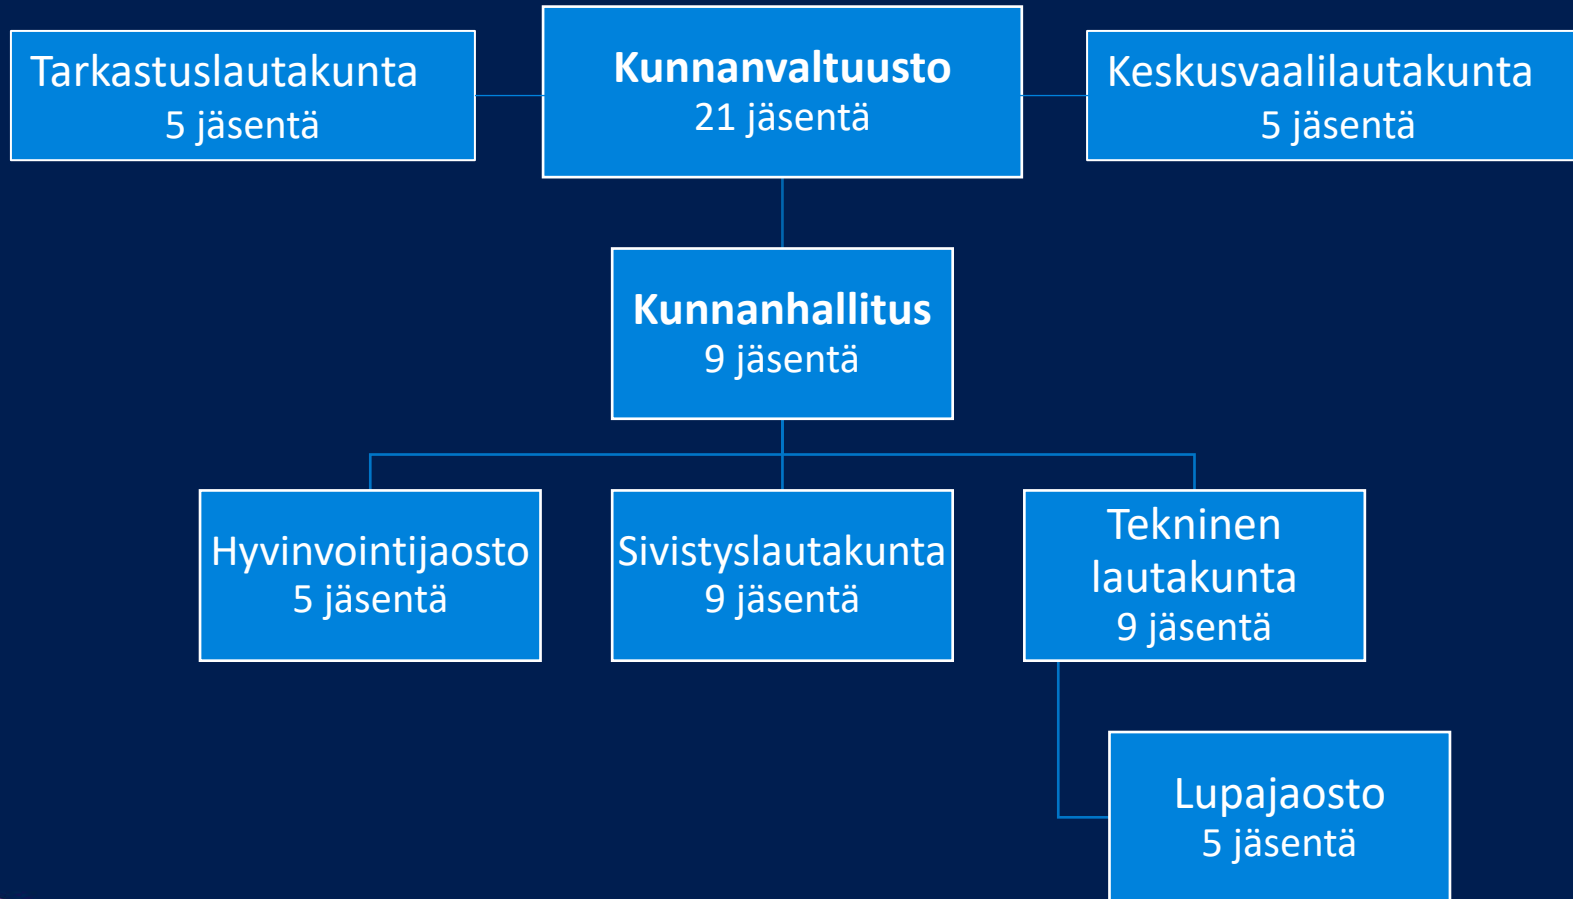 Tarkastuslautakunta
5 jäsentä
Kunnanvaltuusto
21 jäsentä
Keskusvaalilautakunta
5 jäsentä
Kunnanhallitus
9 jäsentä
Hyvinvointijaosto
5 jäsentä
Sivistyslautakunta
9 jäsentä
Tekninen
lautakunta
9 jäsentä
Lupajaosto
5 jäsentä